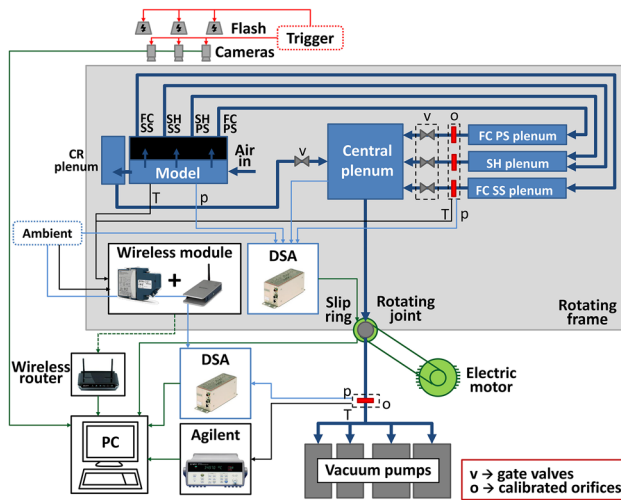 Flash
Trigger
Cameras
FC SS
SH SS
SH PS
FC PS
CR plenum
Air in
Model
T
p
v
Central plenum
v
o
FC PS plenum
SH plenum
FC SS plenum
T
p
Ambient
Wireless module
+
DSA
Slip ring
Rotating joint
Rotating frame
Wireless router
DSA
Electric motor
p
T
o
PC
Agilent
Vacuum pumps
v → gate valves
o → calibrated orifices